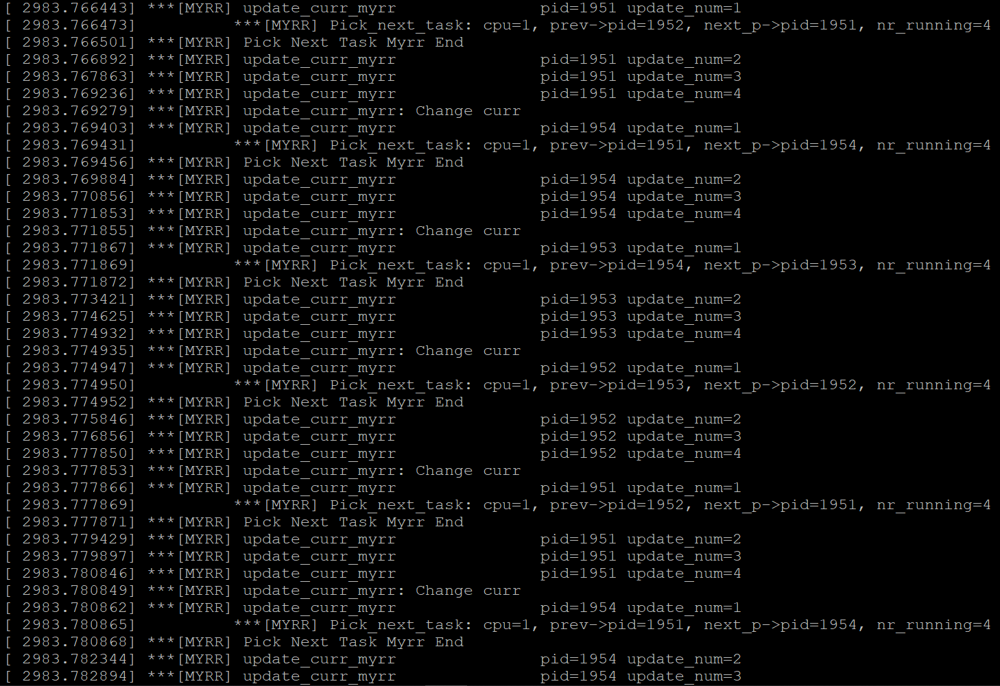 [ 2983.766443] ***[MYRR] update_curr_myrr               pid=1951 update_num=1
[ 2983.766473]          ***[MYRR] Pick_next_task: cpu=1, prev->pid=1952, next_p->pid=1951, nr_running=4
[ 2983.766501] ***[MYRR] Pick Next Task Myrr End
[ 2983.766892] ***[MYRR] update_curr_myrr               pid=1951 update_num=2
[ 2983.767863] ***[MYRR] update_curr_myrr               pid=1951 update_num=3
[ 2983.769236] ***[MYRR] update_curr_myrr               pid=1951 update_num=4
[ 2983.769279] ***[MYRR] update_curr_myrr: Change curr
[ 2983.769403] ***[MYRR] update_curr_myrr               pid=1954 update_num=1
[ 2983.769431]          ***[MYRR] Pick_next_task: cpu=1, prev->pid=1951, next_p->pid=1954, nr_running=4
[ 2983.769456] ***[MYRR] Pick Next Task Myrr End
[ 2983.769884] ***[MYRR] update_curr_myrr               pid=1954 update_num=2
[ 2983.770856] ***[MYRR] update_curr_myrr               pid=1954 update_num=3
[ 2983.771853] ***[MYRR] update_curr_myrr               pid=1954 update_num=4
[ 2983.771855] ***[MYRR] update_curr_myrr: Change curr
[ 2983.771867] ***[MYRR] update_curr_myrr               pid=1953 update_num=1
[ 2983.771869]          ***[MYRR] Pick_next_task: cpu=1, prev->pid=1954, next_p->pid=1953, nr_running=4
[ 2983.771872] ***[MYRR] Pick Next Task Myrr End
[ 2983.773421] ***[MYRR] update_curr_myrr               pid=1953 update_num=2
[ 2983.774625] ***[MYRR] update_curr_myrr               pid=1953 update_num=3
[ 2983.774932] ***[MYRR] update_curr_myrr               pid=1953 update_num=4
[ 2983.774935] ***[MYRR] update_curr_myrr: Change curr
[ 2983.774947] ***[MYRR] update_curr_myrr               pid=1952 update_num=1
[ 2983.774950]          ***[MYRR] Pick_next_task: cpu=1, prev->pid=1953, next_p->pid=1952, nr_running=4
[ 2983.774952] ***[MYRR] Pick Next Task Myrr End
[ 2983.775846] ***[MYRR] update_curr_myrr               pid=1952 update_num=2
[ 2983.776856] ***[MYRR] update_curr_myrr               pid=1952 update_num=3
[ 2983.777850] ***[MYRR] update_curr_myrr               pid=1952 update_num=4
[ 2983.777853] ***[MYRR] update_curr_myrr: Change curr
[ 2983.777866] ***[MYRR] update_curr_myrr               pid=1951 update_num=1
[ 2983.777869]          ***[MYRR] Pick_next_task: cpu=1, prev->pid=1952, next_p->pid=1951, nr_running=4
[ 2983.777871] ***[MYRR] Pick Next Task Myrr End
[ 2983.779429] ***[MYRR] update_curr_myrr               pid=1951 update_num=2
[ 2983.779897] ***[MYRR] update_curr_myrr               pid=1951 update_num=3
[ 2983.780846] ***[MYRR] update_curr_myrr               pid=1951 update_num=4
[ 2983.780849] ***[MYRR] update_curr_myrr: Change curr
[ 2983.780862] ***[MYRR] update_curr_myrr               pid=1954 update_num=1
[ 2983.780865]          ***[MYRR] Pick_next_task: cpu=1, prev->pid=1951, next_p->pid=1954, nr_running=4
[ 2983.780868] ***[MYRR] Pick Next Task Myrr End
[ 2983.782344] ***[MYRR] update_curr_myrr               pid=1954 update_num=2
[ 2983.782894] ***[MYRR] update_curr_myrr               pid=1954 update_num=3